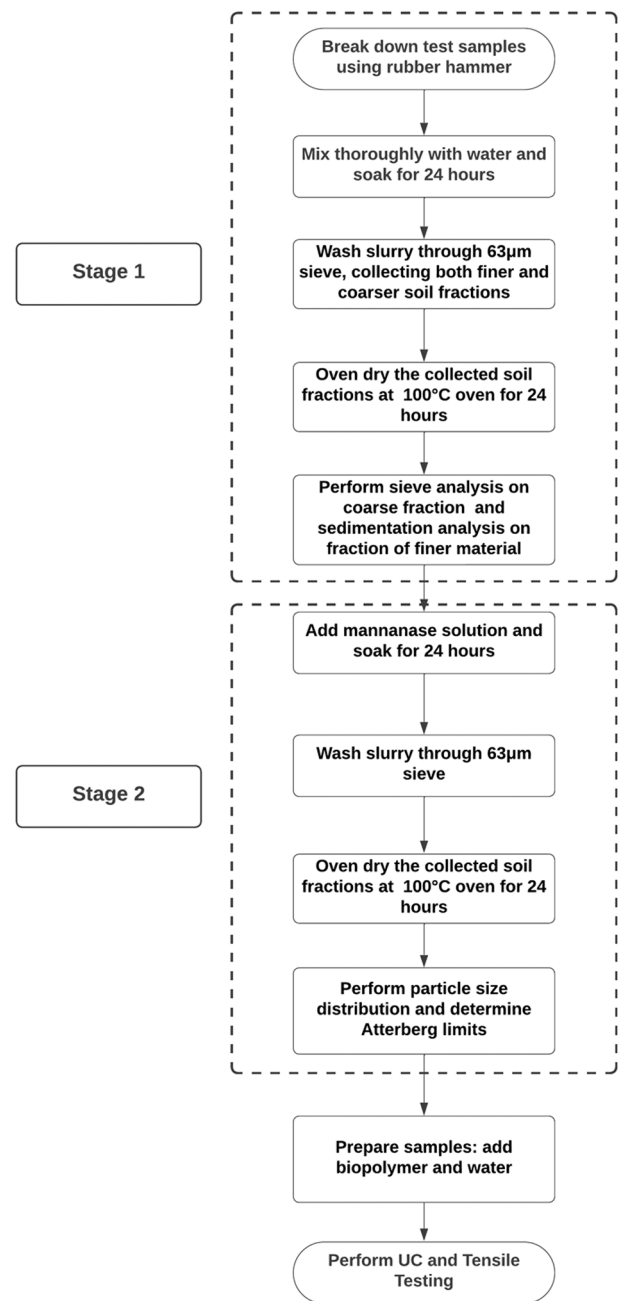 Break down test samples
using rubber hammer
Mix thoroughly with water and
soak for 24 hours
Stage 1
Wash slurry through 63µm
sieve, collecting both finer and
coarser soil fractions
Oven dry the collected soil
fractions at  100°C oven for 24
hours
Perform sieve analysis on
coarse fraction  and
sedimentation analysis on
fraction of finer material
Add mannanase solution and
soak for 24 hours
Stage 2
Wash slurry through 63µm
sieve
Oven dry the collected soil
fractions at  100°C oven for 24
hours
Perform particle size
distribution and determine
Atterberg limits
Prepare samples: add
biopolymer and water
Perform UC and Tensile
Testing